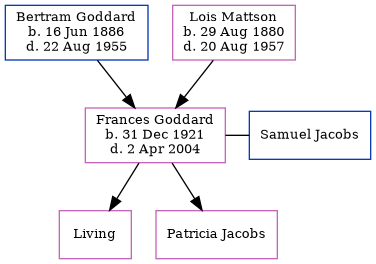 Bertram Goddard
b. 16 Jun 1886
d. 22 Aug 1955
Lois Mattson
b. 29 Aug 1880
d. 20 Aug 1957
Frances Goddard
b. 31 Dec 1921
d. 2 Apr 2004
Samuel Jacobs
Living
Patricia Jacobs